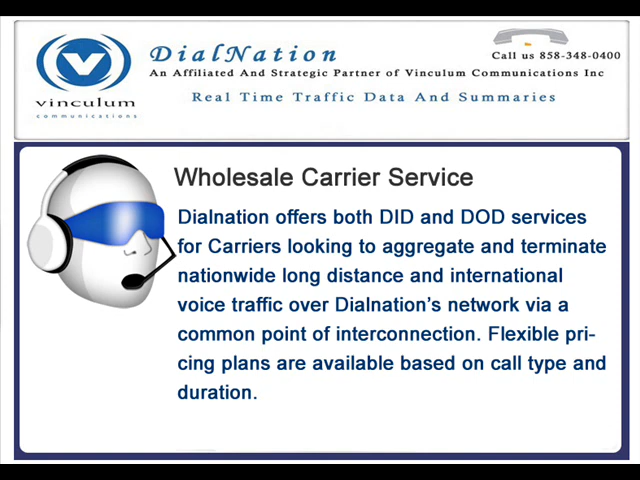 DialNation
Call us 858-348-0400
An Affiliated And Strategic Partner of Vinculum Communications Inc
vinculum
communications
Real Time Traffic Data And Summaries
Wholesale Carrier Service
Dialnation offers both DID and DOD services
for Carriers looking to aggregate and terminate
nationwide long distance and international
voice traffic over Dialnation's network via a
common point of interconnection. Flexible pri-
cing plans are available based on call type and
duration.